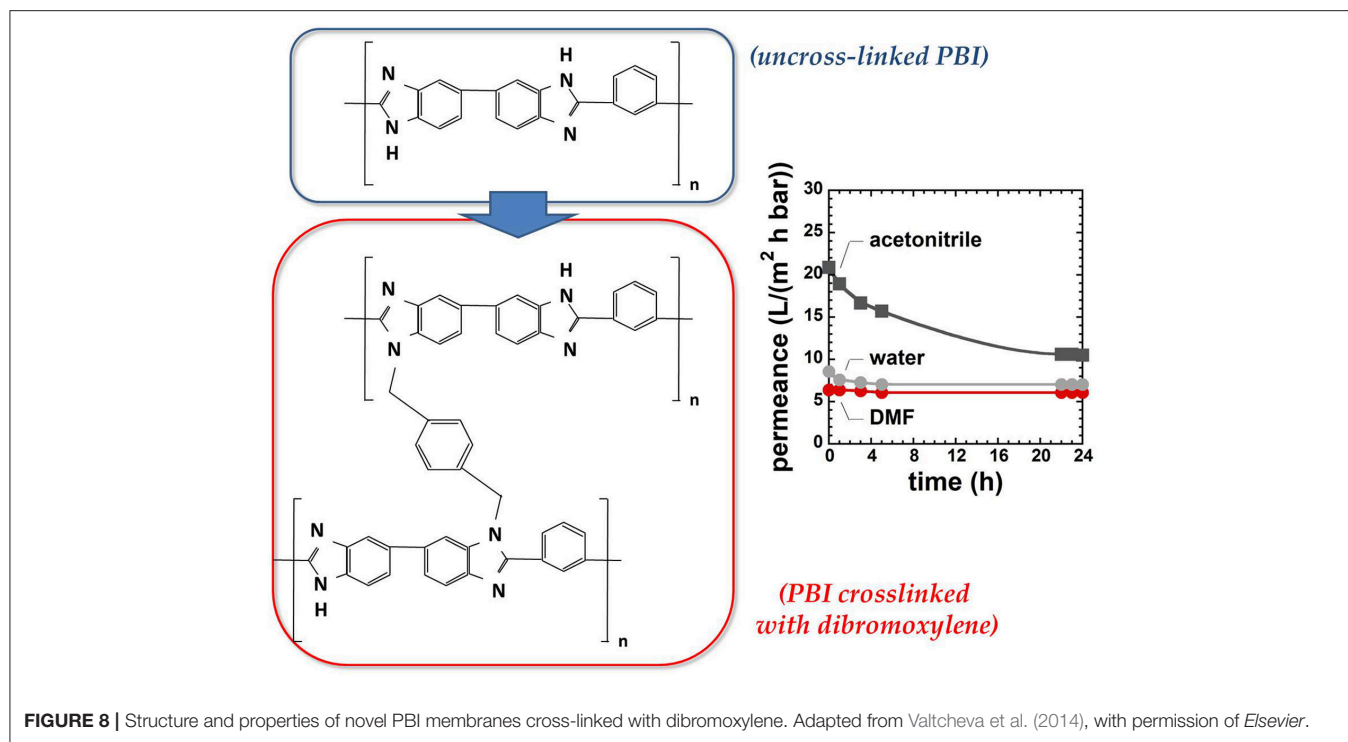 H
N
N
N
H
N
n
(uncross-linked PBI)
H
N
N
N
N
n
N
N
N
H
N
n
(PBI crosslinked
with dibromoxylene)
permeance (L/(m² h bar))
30
25
20
15
10
5
0
acetonitrile
water
DMF
0 4 8 12 16 20 24
time (h)
FIGURE 8 | Structure and properties of novel PBI membranes cross-linked with dibromoxylene. Adapted from Valtcheva et al. (2014), with permission of Elsevier.